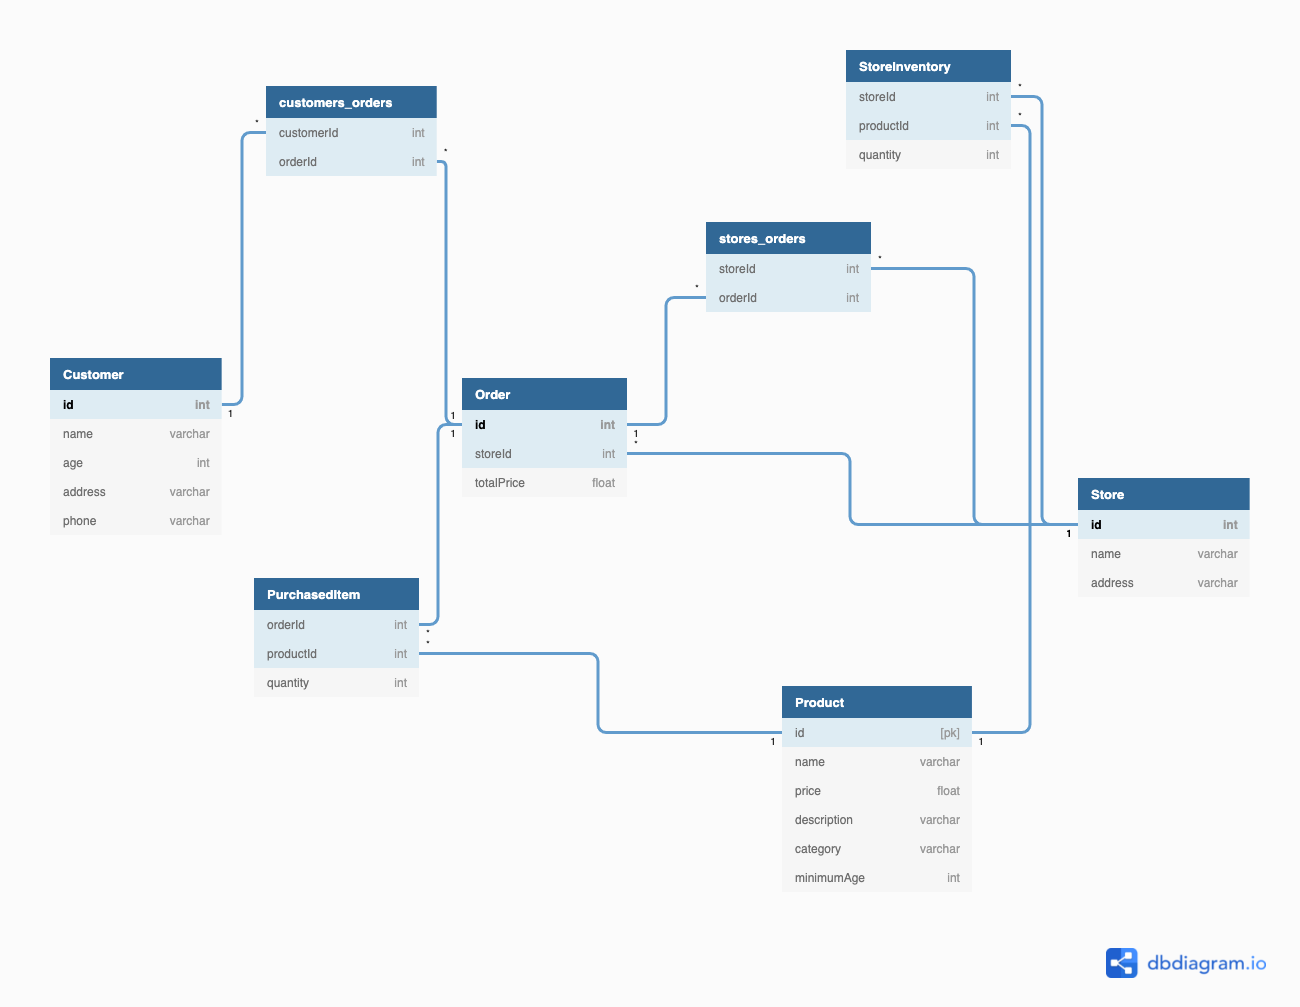 StoreInventory
storeId int
productId int
quantity int
customers_orders
customerId int
orderId int
stores_orders
storeId int
orderId int
Customer
id int
name varchar
age int
address varchar
phone varchar
Order
id int
storeId int
totalPrice float
Store
id int
name varchar
address varchar
PurchasedItem
orderId int
productId int
quantity int
Product
id [pk]
name varchar
price float
description varchar
category varchar
minimumAge int
*
*
*
*
*
*
1
1
1
1
*
1
*
*
1
1
dbdiagram.io